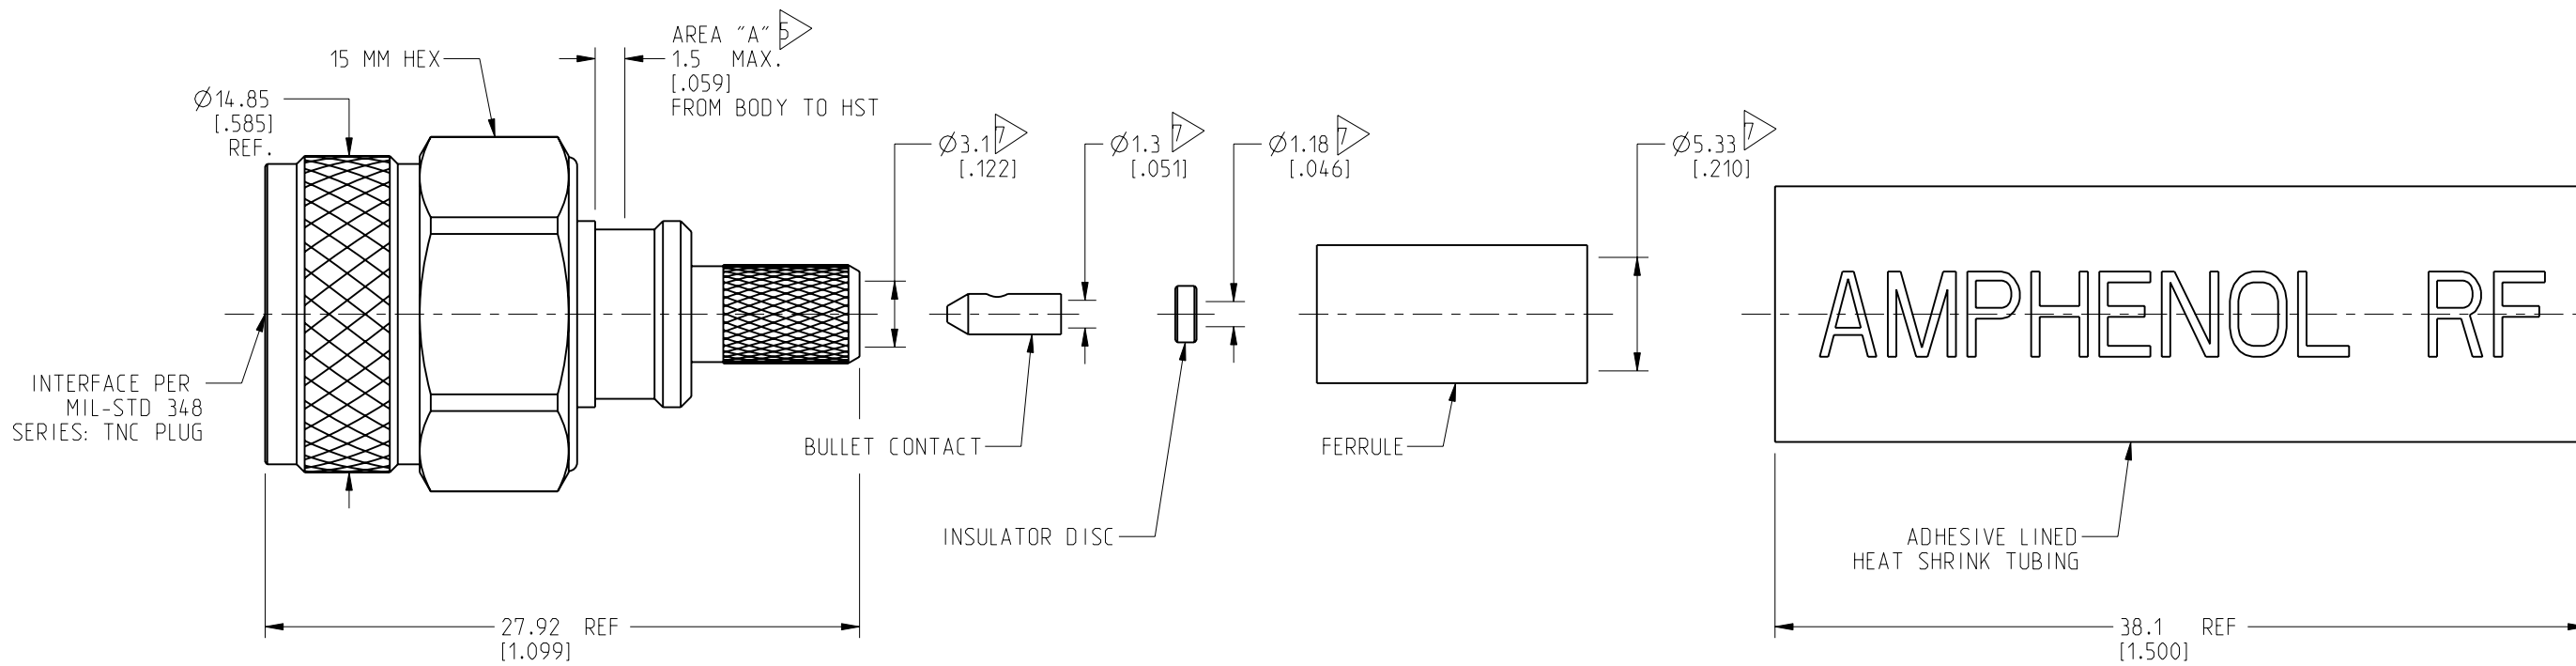 AREA "A" 5
1.5 MAX.
[.059]
FROM BODY TO HST
15 MM HEX
Ø14.85
[.585]
REF.
Ø3.1 7
[.122]
Ø1.3 7
[.051]
Ø1.18 7
[.046]
Ø5.33 7
[.210]
AMPHENOL RF
INTERFACE PER
MIL-STD 348
SERIES: TNC PLUG
BULLET CONTACT
FERRULE
INSULATOR DISC
ADHESIVE LINED
HEAT SHRINK TUBING
27.92 REF
[1.099]
38.1 REF
[1.500]